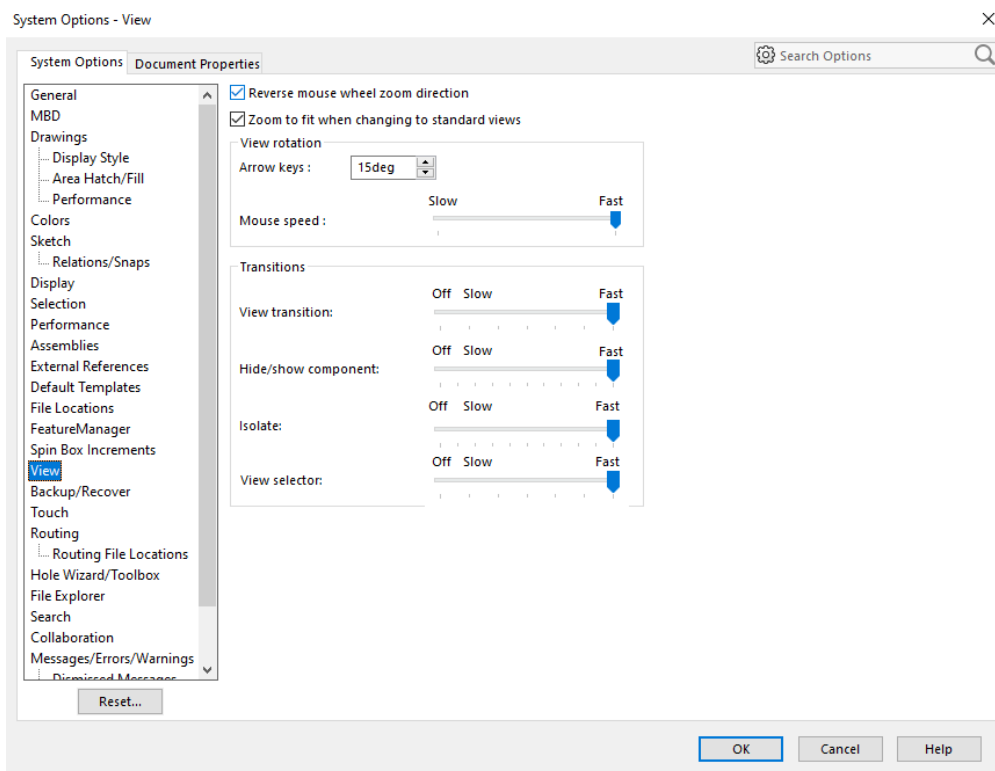 System Options - View
System Options
Document Properties
Search Options
General
MBD
Drawings
Display Style
Area Hatch/Fill
Performance
Colors
Sketch
Relations/Snaps
Display
Selection
Performance
Assemblies
External References
Default Templates
File Locations
FeatureManager
Spin Box Increments
View
Backup/Recover
Touch
Routing
Routing File Locations
Hole Wizard/Toolbox
File Explorer
Search
Collaboration
Messages/Errors/Warnings
Dismissed Messages
Reset...
Reverse mouse wheel zoom direction
Zoom to fit when changing to standard views
View rotation
Arrow keys : 15deg
Slow Fast
Mouse speed :
Transitions
Off Slow Fast
View transition:
Off Slow Fast
Hide/show component:
Off Slow Fast
Isolate:
Off Slow Fast
View selector:
OK Cancel Help